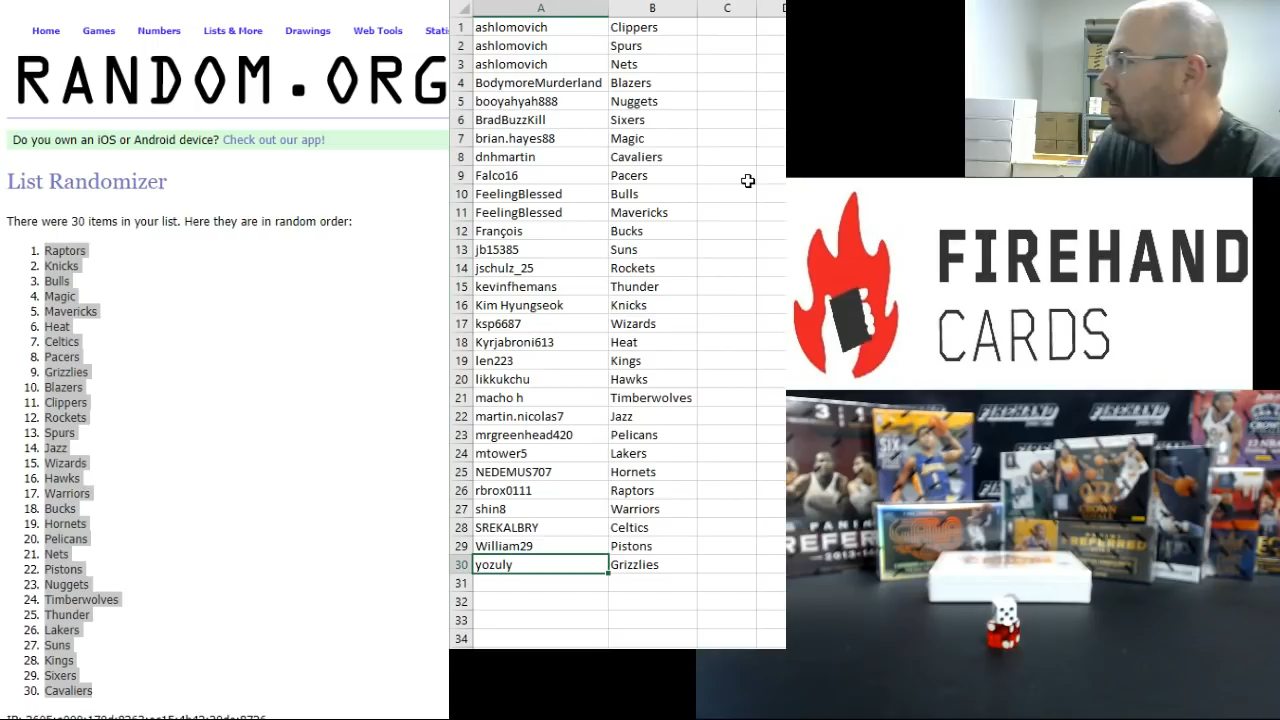 Home Games Numbers Lists & More Drawings Web Tools
RANDOM.ORG
Do you own an iOS or Android device? Check out our app!
List Randomizer
There were 30 items in your list. Here they are in random order:
1. Raptors
2. Knicks
3. Bulls
4. Magic
5. Mavericks
6. Heat
7. Celtics
8. Pacers
9. Grizzlies
10. Blazers
11. Clippers
12. Rockets
13. Spurs
14. Jazz
15. Wizards
16. Hawks
17. Warriors
18. Bucks
19. Hornets
20. Pelicans
21. Nets
22. Pistons
23. Nuggets
24. Timberwolves
25. Thunder
26. Lakers
27. Suns
28. Kings
29. Sixers
30. Cavaliers
A B C
1 ashlomovich Clippers
2 ashlomovich Spurs
3 ashlomovich Nets
4 BodymoreMurderland Blazers
5 booyahyah888 Nuggets
6 BradBuzzKill Sixers
7 brian.hayes88 Magic
8 dnhmartin Cavaliers
9 Falco16 Pacers
10 FeelingBlessed Bulls
11 FeelingBlessed Mavericks
12 François Bucks
13 jb15385 Suns
14 jschulz_25 Rockets
15 kevinfhemans Thunder
16 Kim Hyungseok Knicks
17 ksp6687 Wizards
18 Kyrjabroni613 Heat
19 len223 Kings
20 likkukchu Hawks
21 macho h Timberwolves
22 martin.nicolas7 Jazz
23 mrgreenhead420 Pelicans
24 mtower5 Lakers
25 NEDEMUS707 Hornets
26 rbrox0111 Raptors
27 shin8 Warriors
28 SREKALBRY Celtics
29 William29 Pistons
30 yozuly Grizzlies
31
32
33
34
FIREHAND
CARDS
FIREHAND
FIREHAND
CROWN
PANINI
PREFERRED